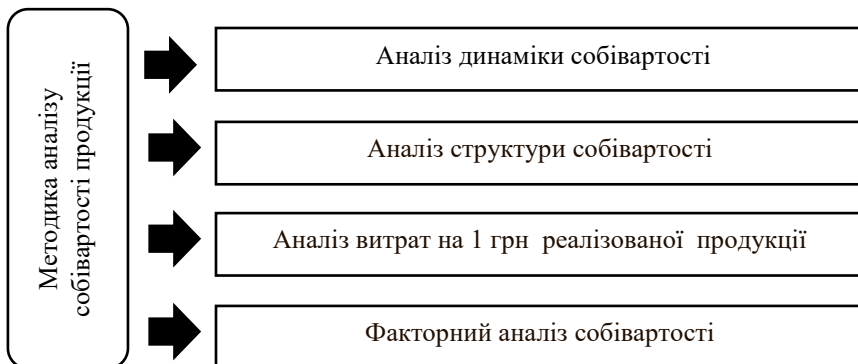 Методика аналізу
собівартості продукції
Аналіз динаміки собівартості
Аналіз структури собівартості
Аналіз витрат на 1 грн реалізованої продукції
Факторний аналіз собівартості